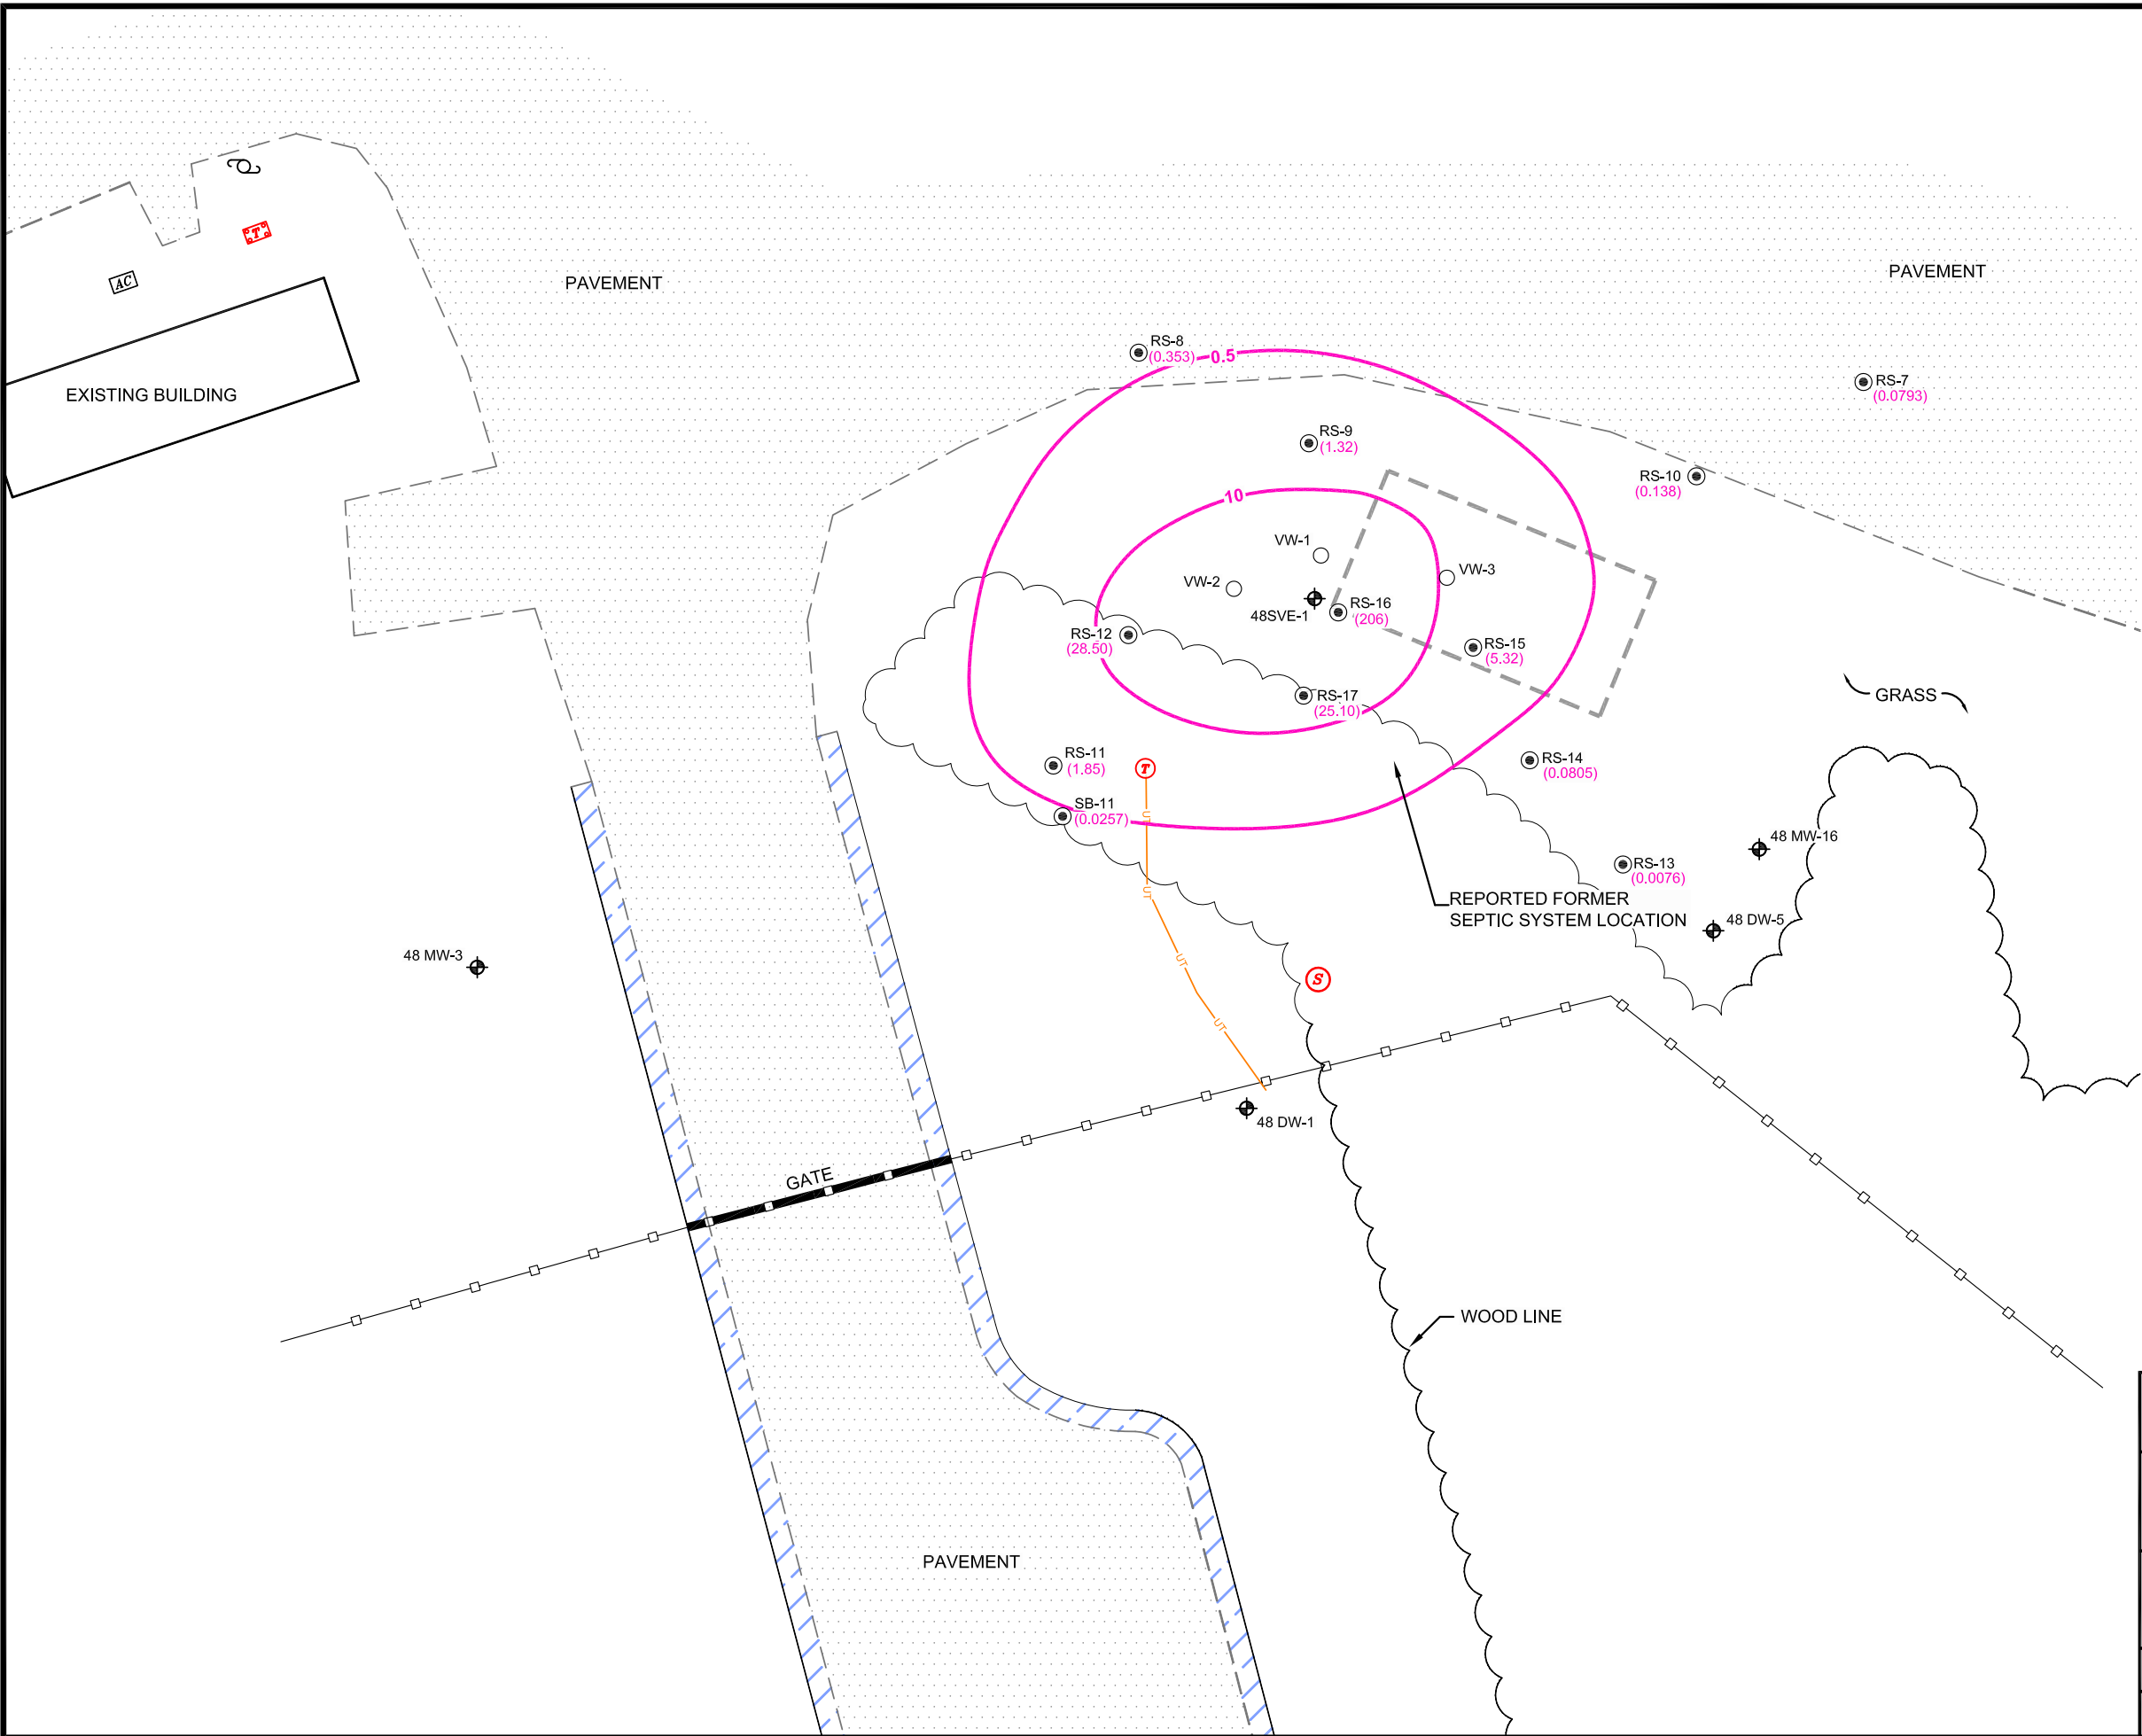 T
AC
PAVEMENT
PAVEMENT
EXISTING BUILDING
RS-8
(0.353)
0.5
RS-7
(0.0793)
RS-9
(1.32)
RS-10
(0.138)
10
VW-1
VW-2
VW-3
48SVE-1
RS-16
(206)
RS-12
(28.50)
RS-15
(5.32)
RS-17
(25.10)
GRASS
RS-11
(1.85)
T
RS-14
(0.0805)
SB-11
(0.0257)
UT
48 MW-16
RS-13
(0.0076)
UT
REPORTED FORMER
SEPTIC SYSTEM LOCATION
48 DW-5
48 MW-3
UT
S
UT
48 DW-1
GATE
WOOD LINE
PAVEMENT